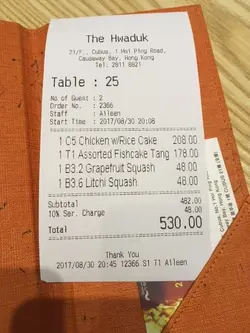 The Hwaduk
21/F., Cubus, 1 Hoi Ping Road,
Causeway Bay, Hong Kong
Tel: 2811 8821
Table : 25
No of Guest : 2
Order No. : 2366
Staff : Aileen
Start : 2017/08/30 20:06
1 C5 Chicken w/Rice Cake 208.00
1 T1 Assorted Fishcake Tang 178.00
1 B3.2 Grapefruit Squash 48.00
1 B3.6 Litchi Squash 48.00
Subtotal 482.00
10% Ser. Charge 48.00
Total 530.00
Thank You
2017/08/30 20:45 12366 S1 T1 Aileen